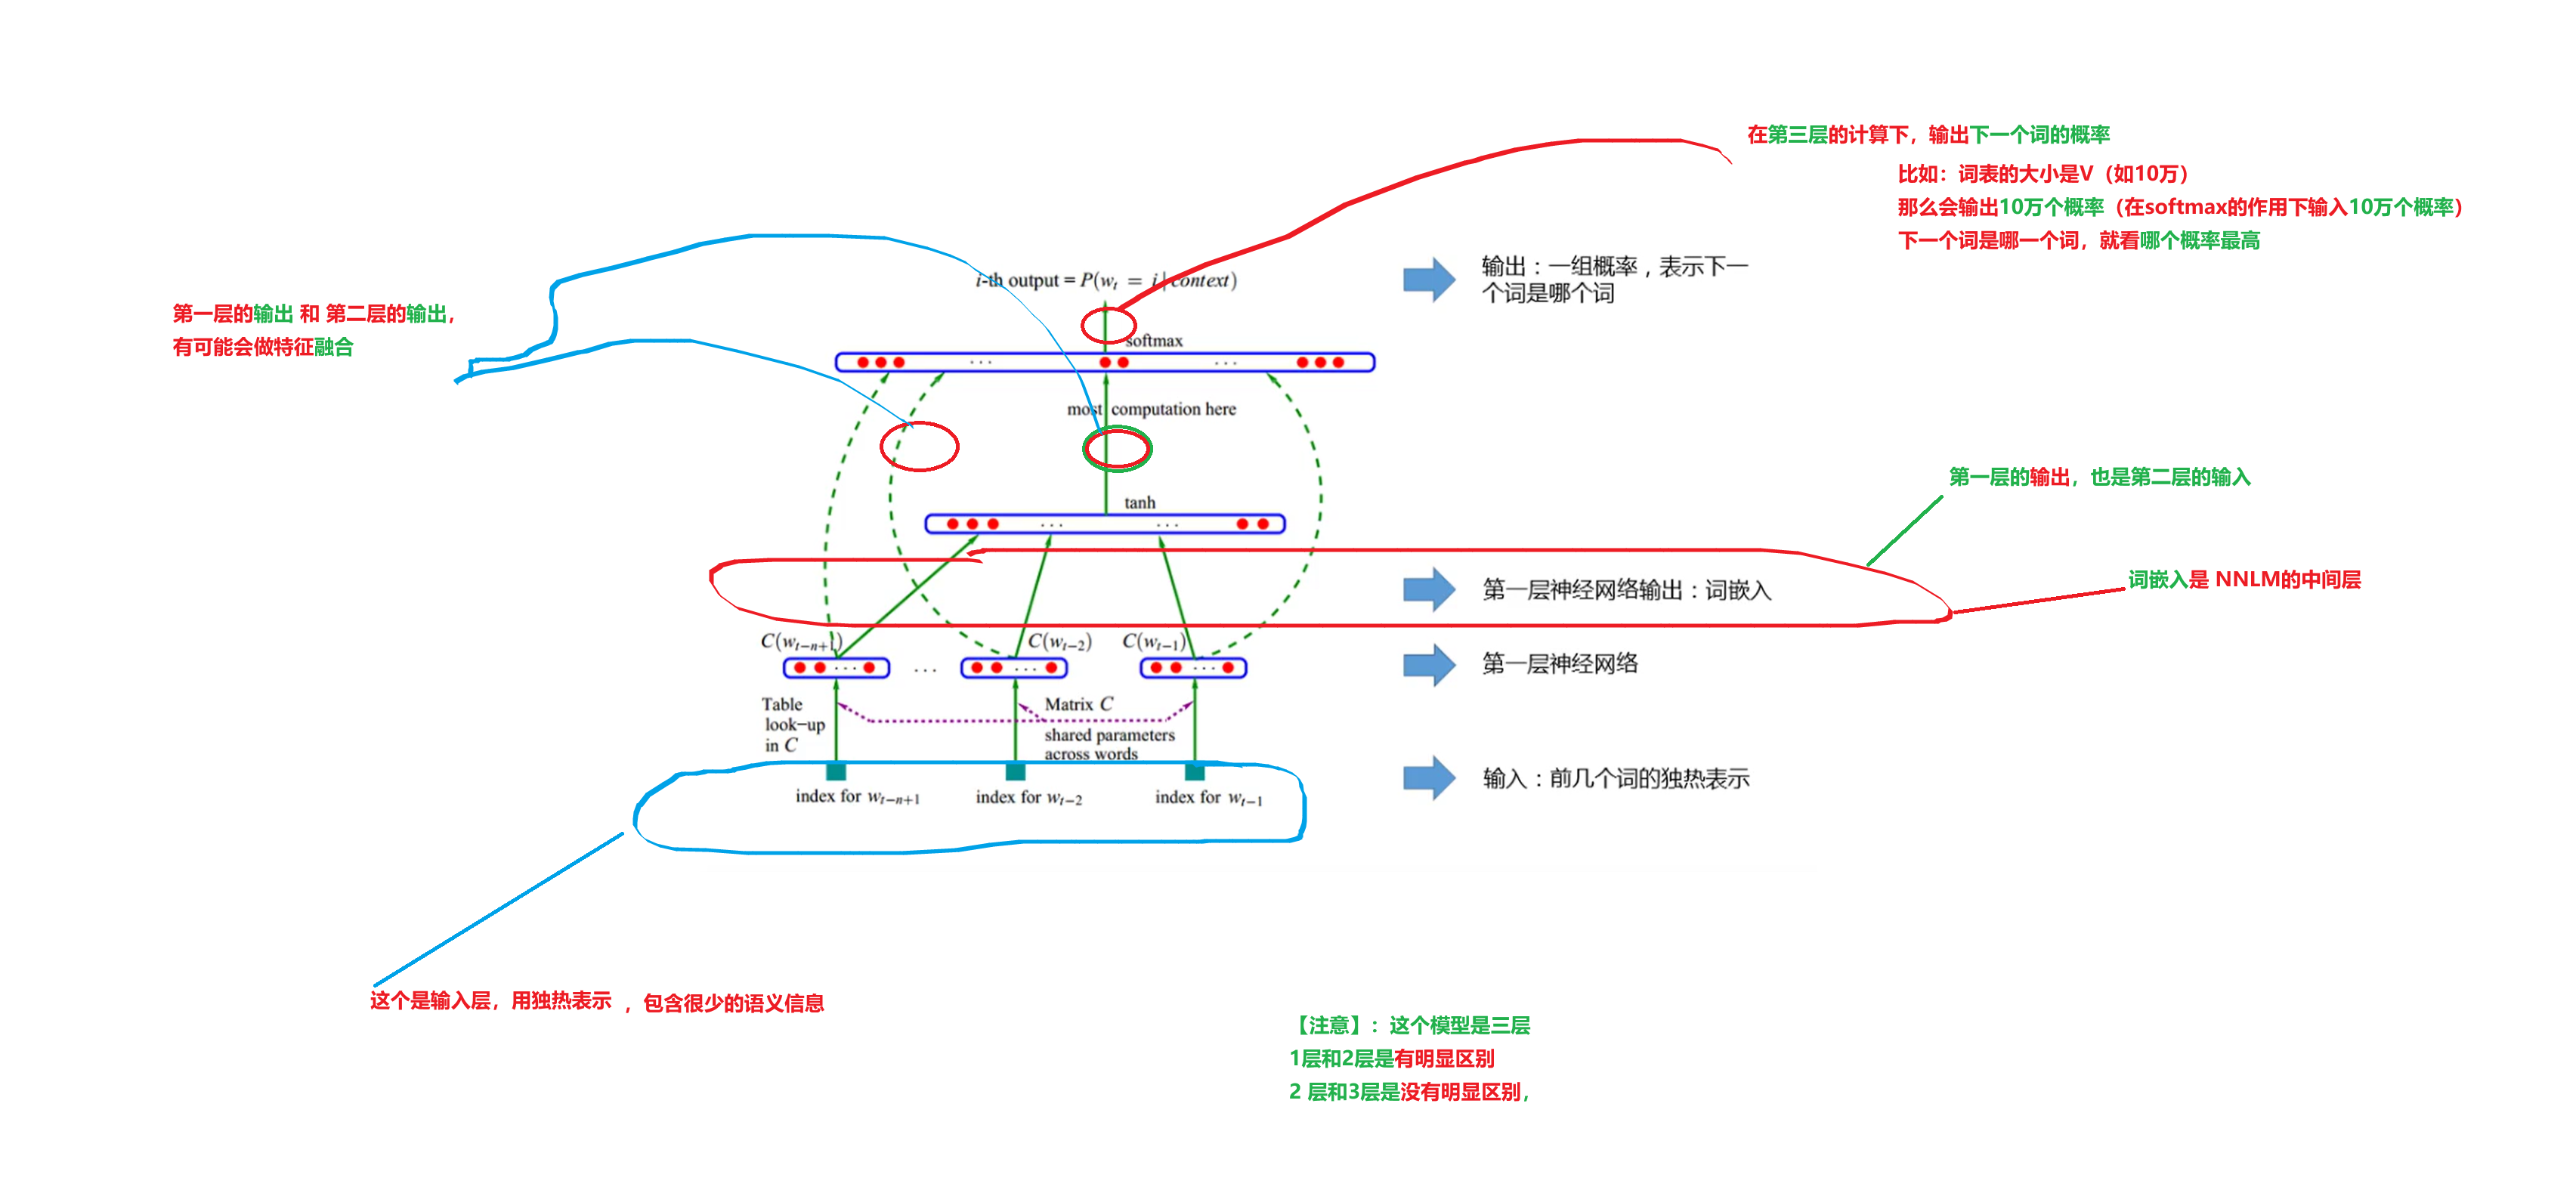 在第三层的计算下，输出下一个词的概率
比如：词表的大小是V（如10万）
那么会输出10万个概率（在softmax的作用下输入10万个概率）
下一个词是哪一个词，就看哪个概率最高
i-th output = P(w_t = i | context)
输出：一组概率，表示下一
个词是哪个词
第一层的输出 和 第二层的输出，
有可能会做特征融合
softmax
...
...
most computation here
tanh
...
...
第一层的输出，也是第二层的输入
词嵌入是 NNLM的中间层
第一层神经网络输出：词嵌入
C(w_{t-n+1})
C(w_{t-2})
C(w_{t-1})
...
...
...
...
第一层神经网络
Table
look-up
in C
Matrix C
shared parameters
across words
输入：前几个词的独热表示
index for w_{t-n+1}
index for w_{t-2}
index for w_{t-1}
这个是输入层，用独热表示 ，包含很少的语义信息
【注意】：这个模型是三层
1层和2层是有明显区别
2 层和3层是没有明显区别，